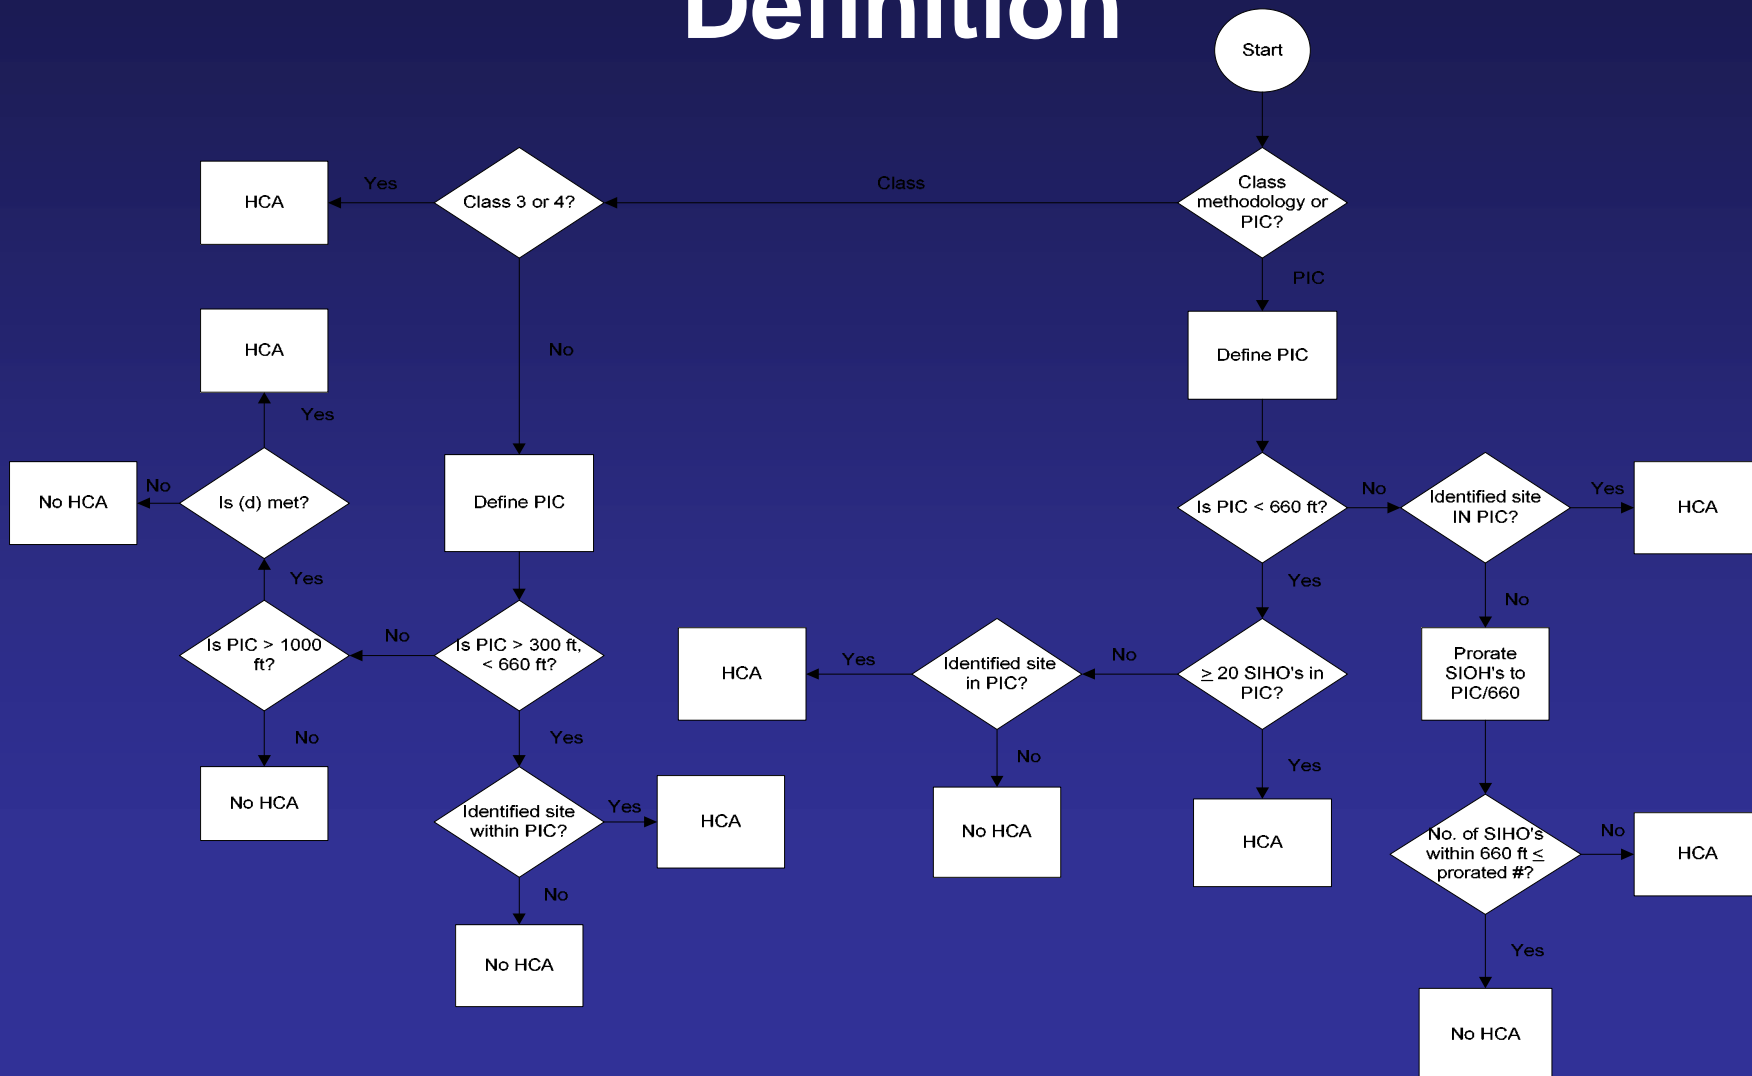 Definition
Start
Class
methodology or
PIC?
Class
Class 3 or 4?
Yes
HCA
PIC
Define PIC
No
HCA
Yes
Is (d) met?
No
No HCA
Define PIC
Is PIC < 660 ft?
No
Identified site
IN PIC?
Yes
HCA
Yes
Is PIC > 1000
ft?
No
Is PIC > 300 ft,
< 660 ft?
Yes
No
≥ 20 SIHO's in
PIC?
No
Identified site
in PIC?
Yes
HCA
Prorate
SIOH's to
PIC/660
No
No HCA
Yes
Identified site
within PIC?
Yes
HCA
No
No HCA
No
No HCA
Yes
HCA
No. of SIHO's
within 660 ft ≤
prorated #?
No
HCA
Yes
No HCA